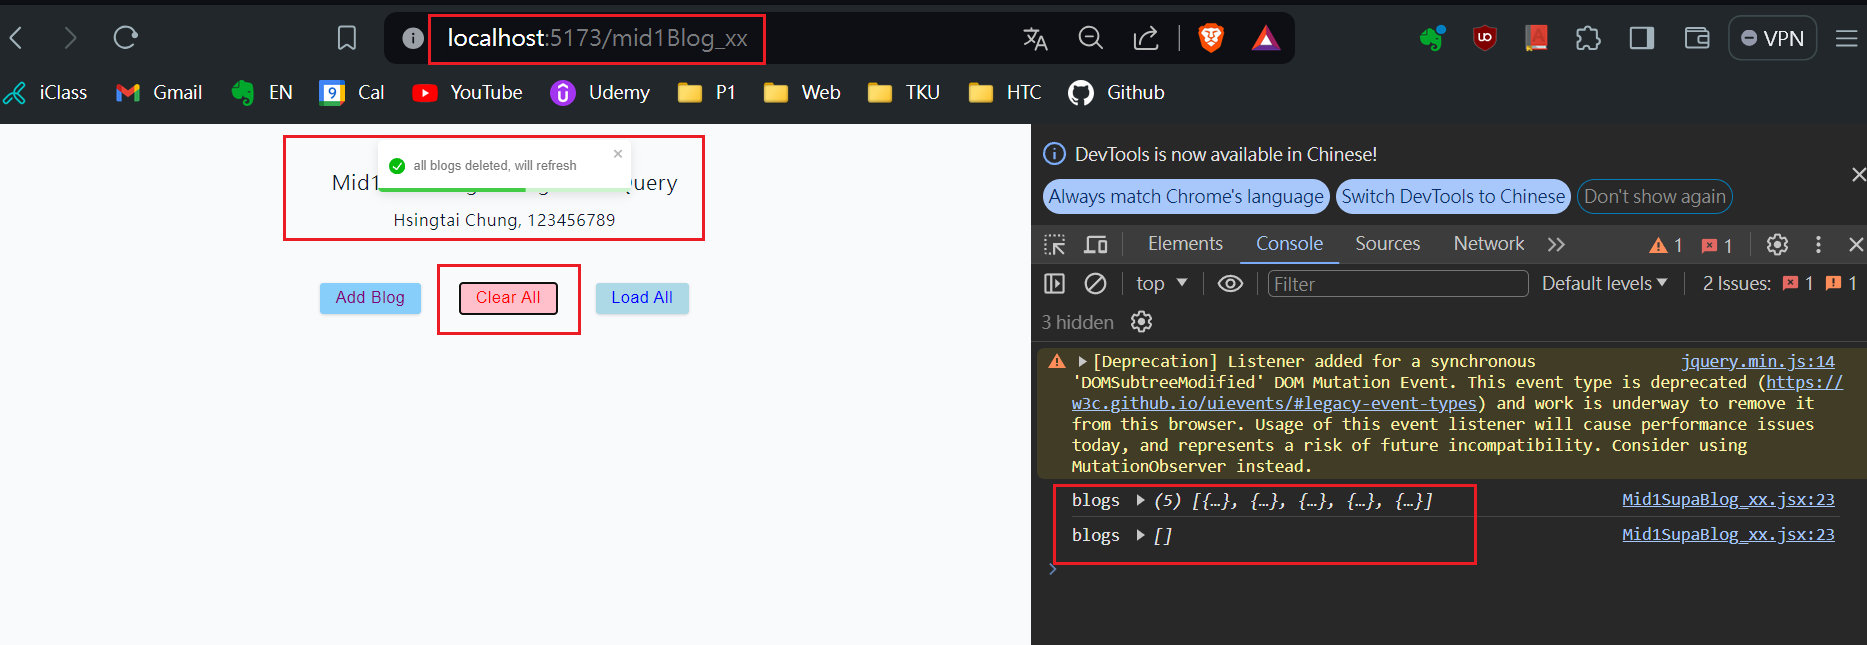 localhost:5173/mid1Blog_xx
VPN
iClass Gmail EN 9 Cal YouTube Udemy P1 Web TKU HTC Github
all blogs deleted, will refresh
Mid1 Query
Hsingtai Chung, 123456789
Add Blog Clear All Load All
DevTools is now available in Chinese!
Always match Chrome's language Switch DevTools to Chinese Don't show again
Elements Console Sources Network 1 1
top Filter Default levels 2 Issues: 1 1
3 hidden
[Deprecation] Listener added for a synchronous jquery.min.js:14
'DOMSubtreeModified' DOM Mutation Event. This event type is deprecated (https://
w3c.github.io/uievents/#legacy-event-types) and work is underway to remove it
from this browser. Usage of this event listener will cause performance issues
today, and represents a risk of future incompatibility. Consider using
MutationObserver instead.
blogs (5) [{…}, {…}, {…}, {…}, {…}] Mid1SupaBlog_xx.jsx:23
blogs [] Mid1SupaBlog_xx.jsx:23